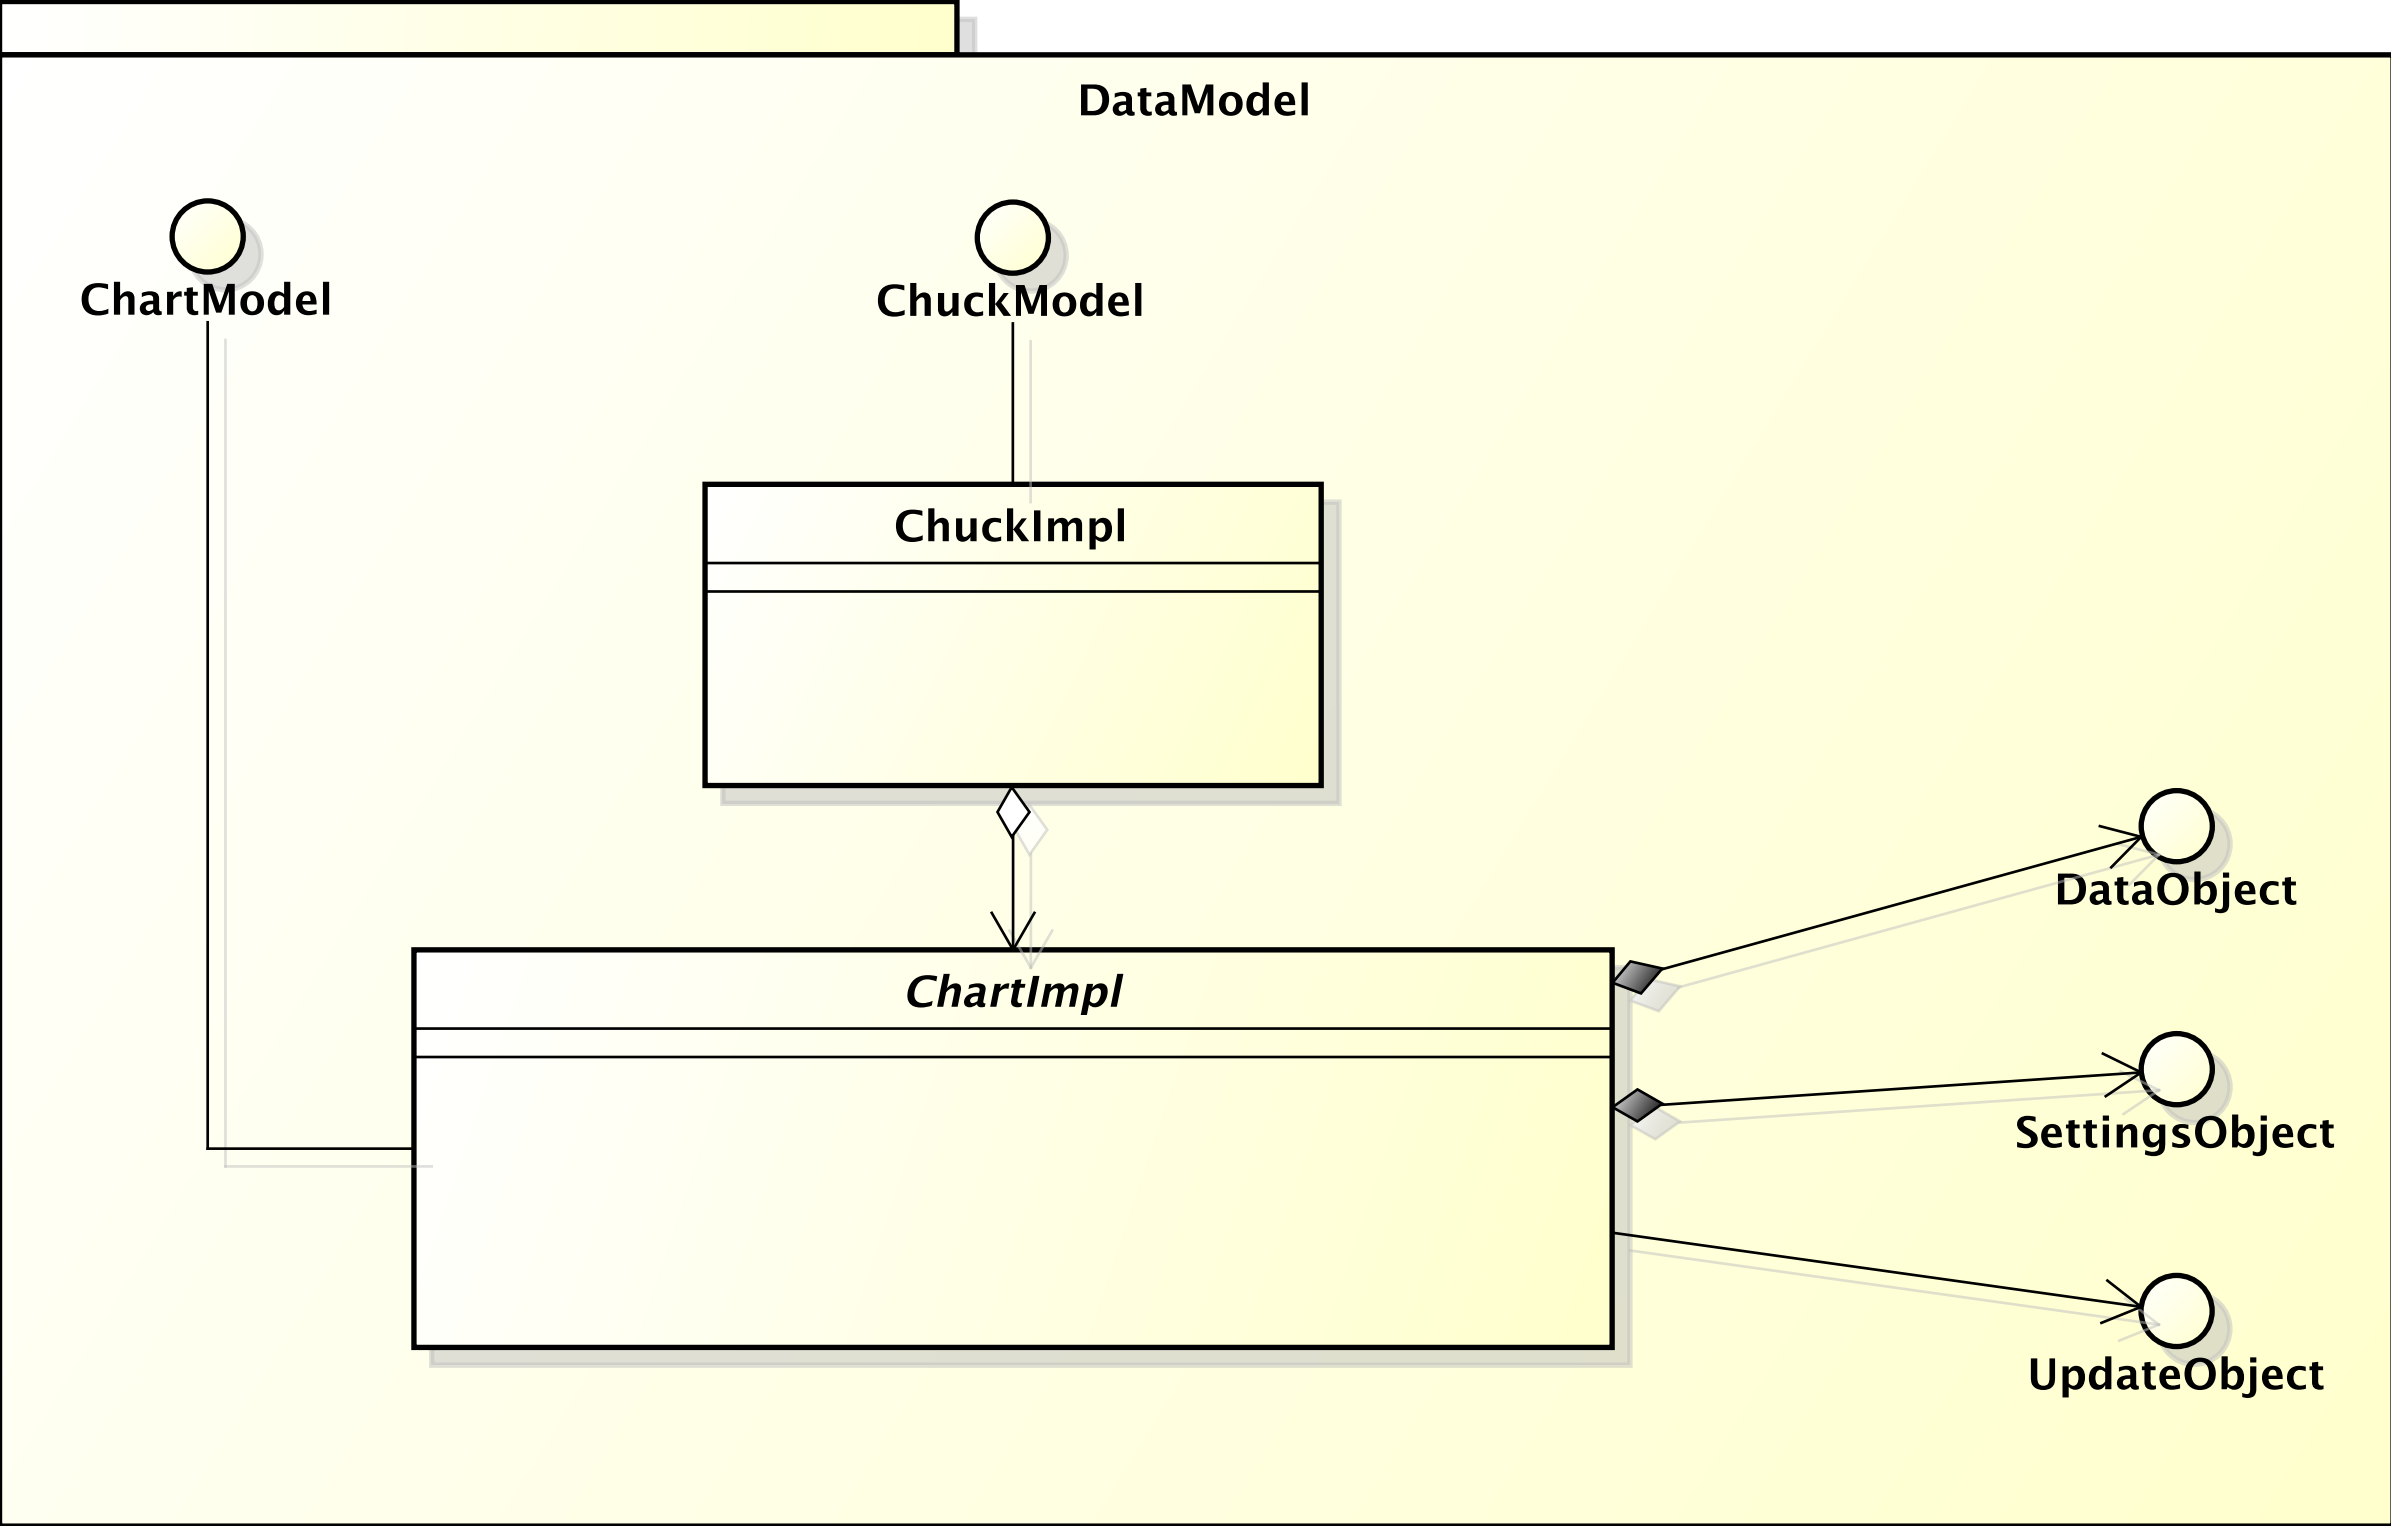 DataModel
ChartModel
ChuckModel
ChuckImpl
DataObject
ChartImpl
SettingsObject
UpdateObject